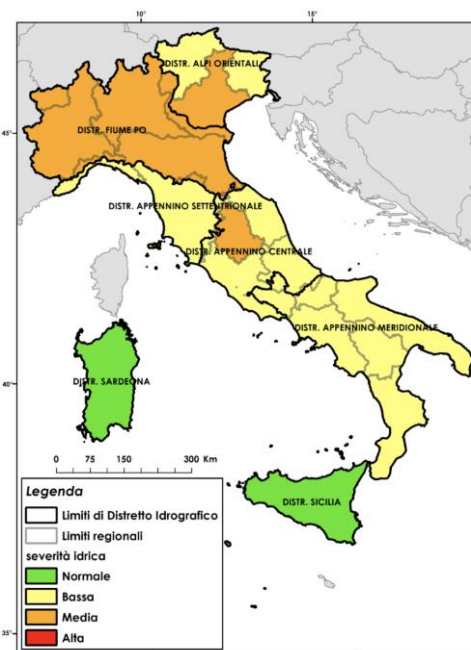 10°
15°
DISTR. ALPI ORIENTALI
45°
DISTR. FIUME PO
DISTR. APPENNINO SETTENTRIONALE
DISTR. APPENNINO CENTRALE
DISTR. APPENNINO MERIDIONALE
40°
DISTR. SARDEGNA
0 75 150 300 Km
DISTR. SICILIA
Legenda
Limiti di Distretto Idrografico
Limiti regionali
severità idrica
Normale
Bassa
Media
Alta
35°